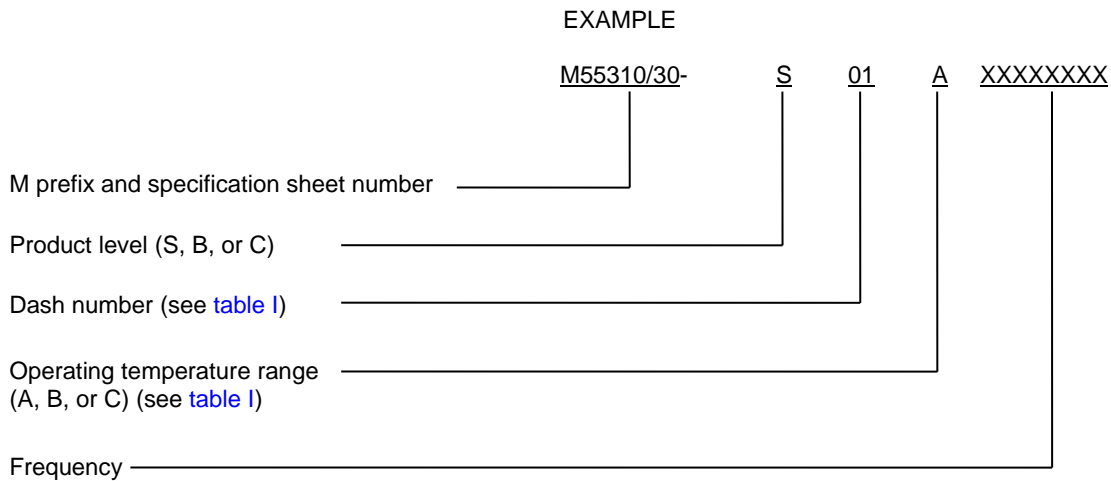 EXAMPLE
M55310/30- S 01 A XXXXXXXX
M prefix and specification sheet number
Product level (S, B, or C)
Dash number (see table I)
Operating temperature range
(A, B, or C) (see table I)
Frequency